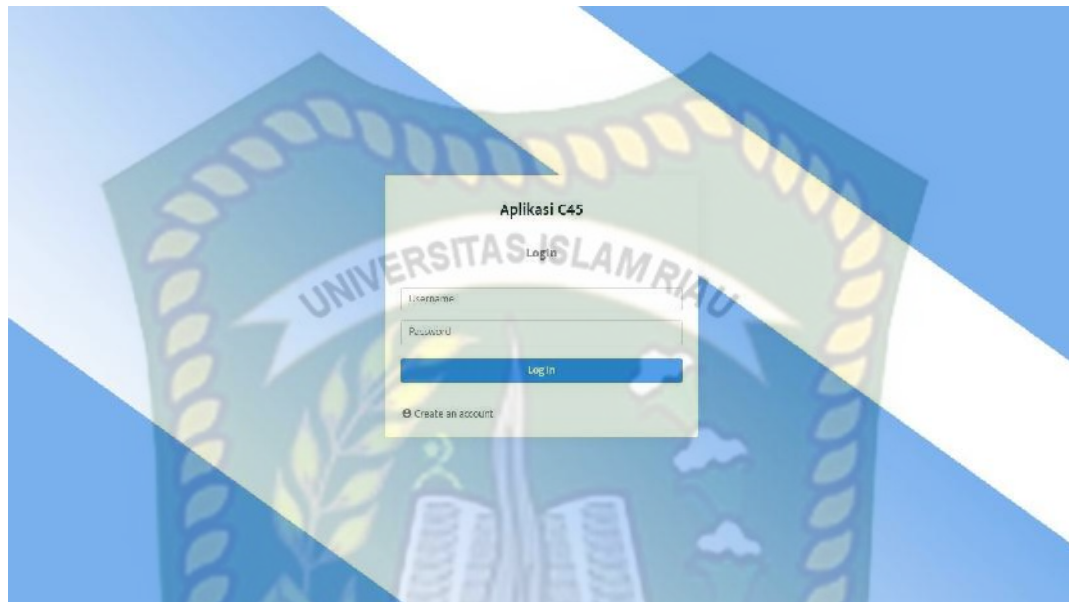 Aplikasi C45
Login
UNIVERSITAS ISLAM RIAU
Username
Password
Log In
Create an account